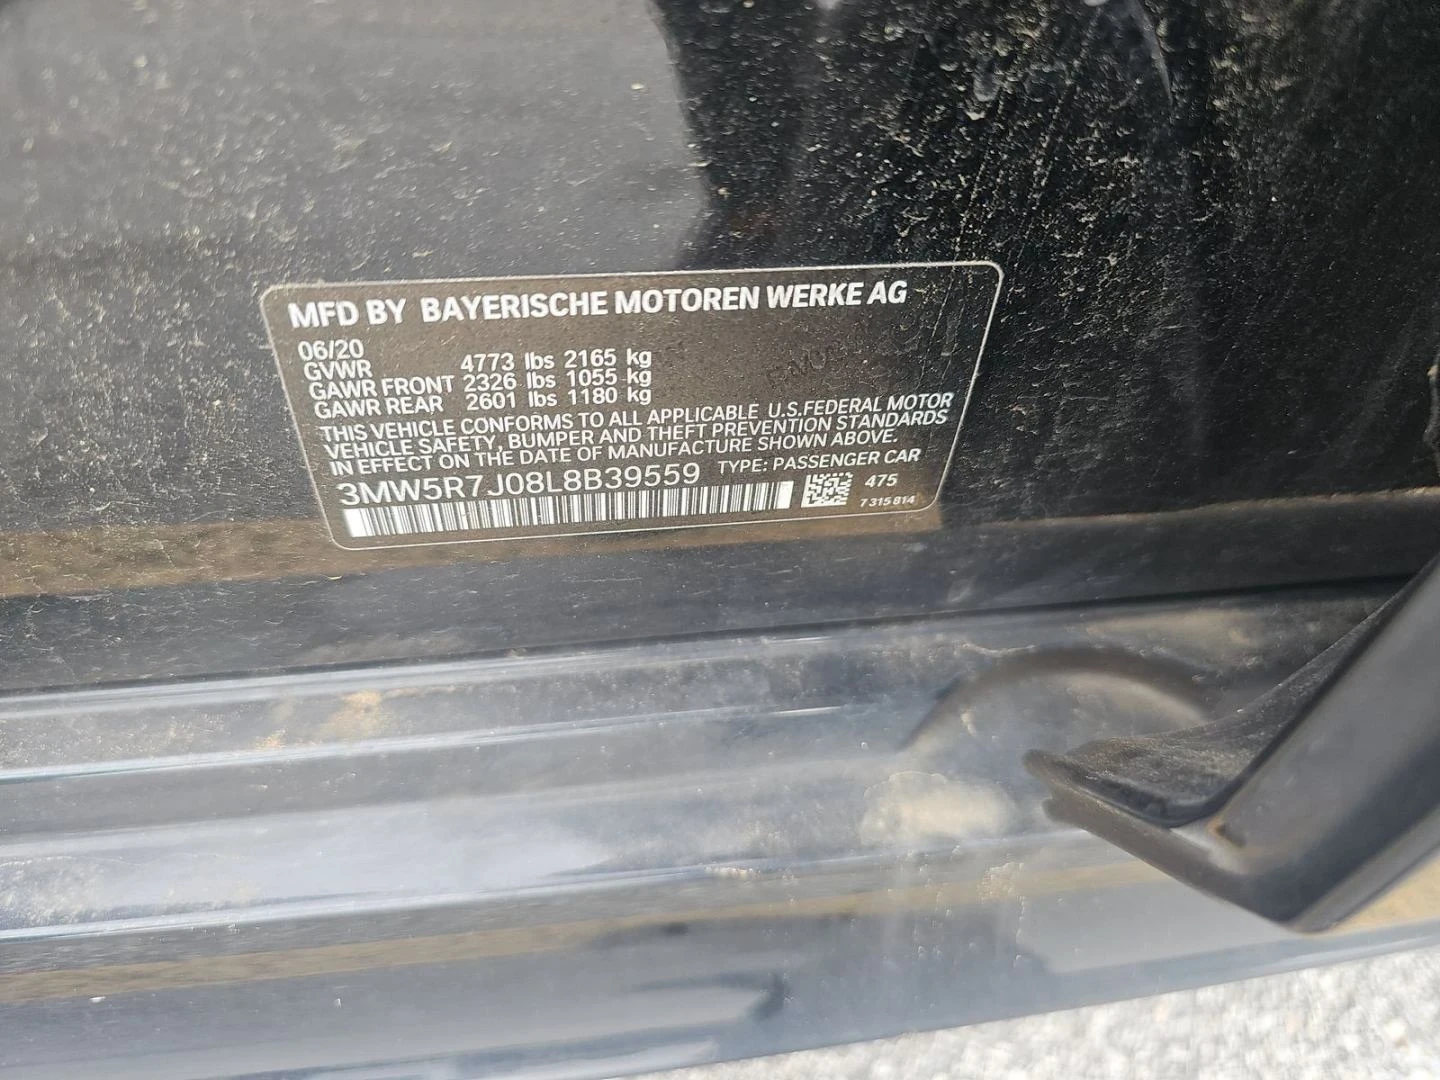 MFD BY BAYERISCHE MOTOREN WERKE AG
06/20
GVWR 4773 lbs 2165 kg
GAWR FRONT 2326 lbs 1055 kg
GAWR REAR 2601 lbs 1180 kg
THIS VEHICLE CONFORMS TO ALL APPLICABLE U.S.FEDERAL MOTOR
VEHICLE SAFETY, BUMPER AND THEFT PREVENTION STANDARDS
IN EFFECT ON THE DATE OF MANUFACTURE SHOWN ABOVE.
3MW5R7J08L8B39559 TYPE: PASSENGER CAR
475
7 315 814